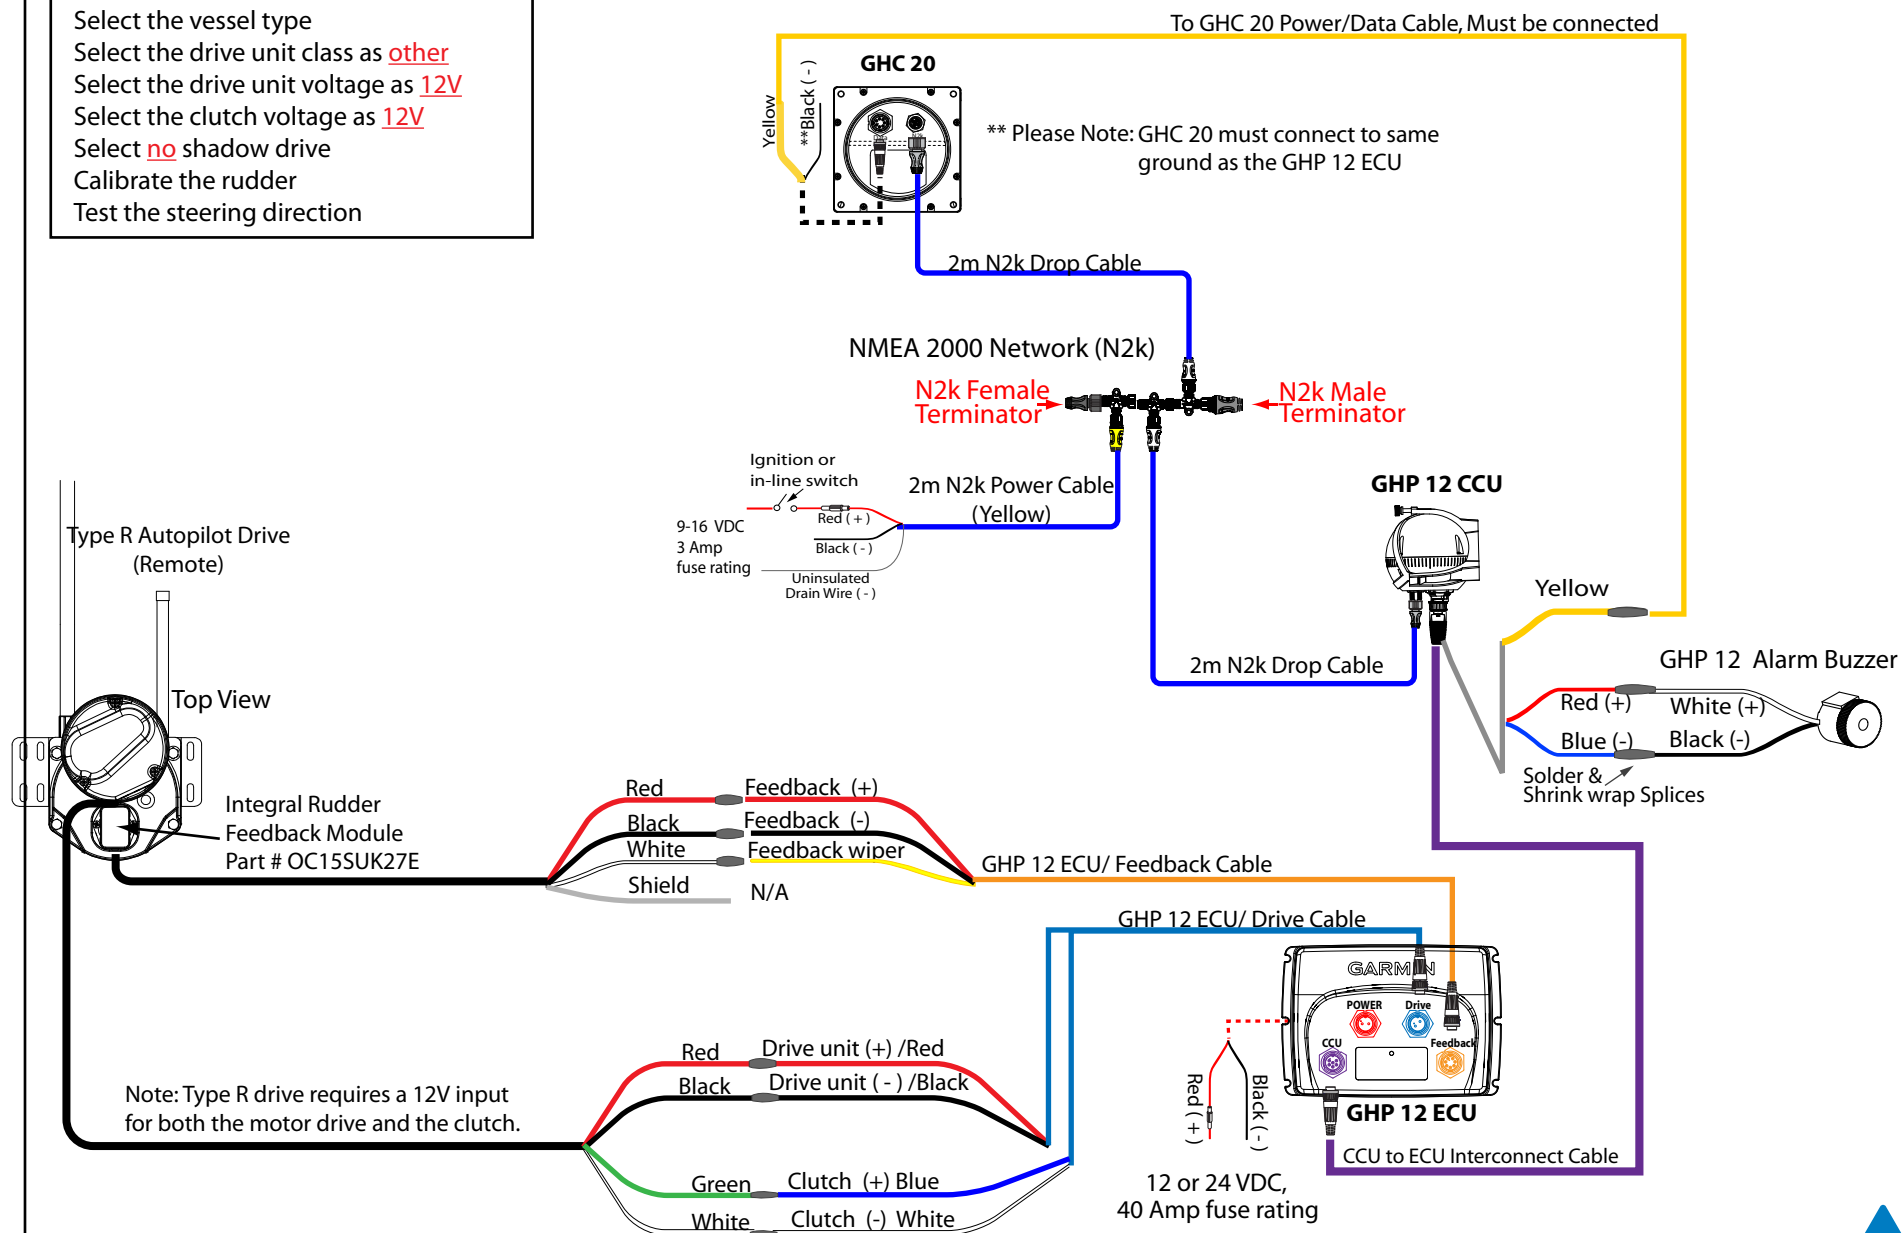 Select the vessel type
Select the drive unit class as other
Select the drive unit voltage as 12V
Select the clutch voltage as 12V
Select no shadow drive
Calibrate the rudder
Test the steering direction
To GHC 20 Power/Data Cable, Must be connected
GHC 20
Yellow
**Black ( - )
** Please Note: GHC 20 must connect to same
ground as the GHP 12 ECU
2m N2k Drop Cable
NMEA 2000 Network (N2k)
N2k Female
Terminator
N2k Male
Terminator
Ignition or
in-line switch
Red ( + )
9-16 VDC
3 Amp
fuse rating
Black ( - )
Uninsulated
Drain Wire ( - )
2m N2k Power Cable
(Yellow)
GHP 12 CCU
2m N2k Drop Cable
Yellow
GHP 12 Alarm Buzzer
Red (+)
White (+)
Blue (-)
Black (-)
Solder &
Shrink wrap Splices
Type R Autopilot Drive
(Remote)
Top View
Integral Rudder
Feedback Module
Part # OC15SUK27E
Red
Feedback (+)
Black
Feedback (-)
White
Feedback wiper
Shield
N/A
GHP 12 ECU/ Feedback Cable
GHP 12 ECU/ Drive Cable
GARMIN
POWER
Drive
CCU
Feedback
GHP 12 ECU
Red ( + )
Black ( - )
12 or 24 VDC,
40 Amp fuse rating
CCU to ECU Interconnect Cable
Note: Type R drive requires a 12V input
for both the motor drive and the clutch.
Red
Drive unit (+) /Red
Black
Drive unit ( - ) /Black
Green
Clutch (+) Blue
White
Clutch (-) White